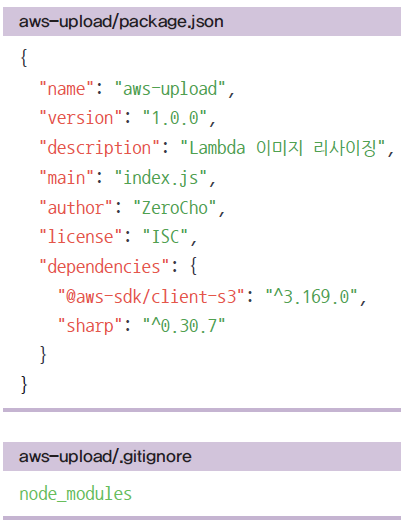 aws-upload/package.json
{
  "name": "aws-upload",
  "version": "1.0.0",
  "description": "Lambda 이미지 리사이징",
  "main": "index.js",
  "author": "ZeroCho",
  "license": "ISC",
  "dependencies": {
    "@aws-sdk/client-s3": "^3.169.0",
    "sharp": "^0.30.7"
  }
}
aws-upload/.gitignore
node_modules